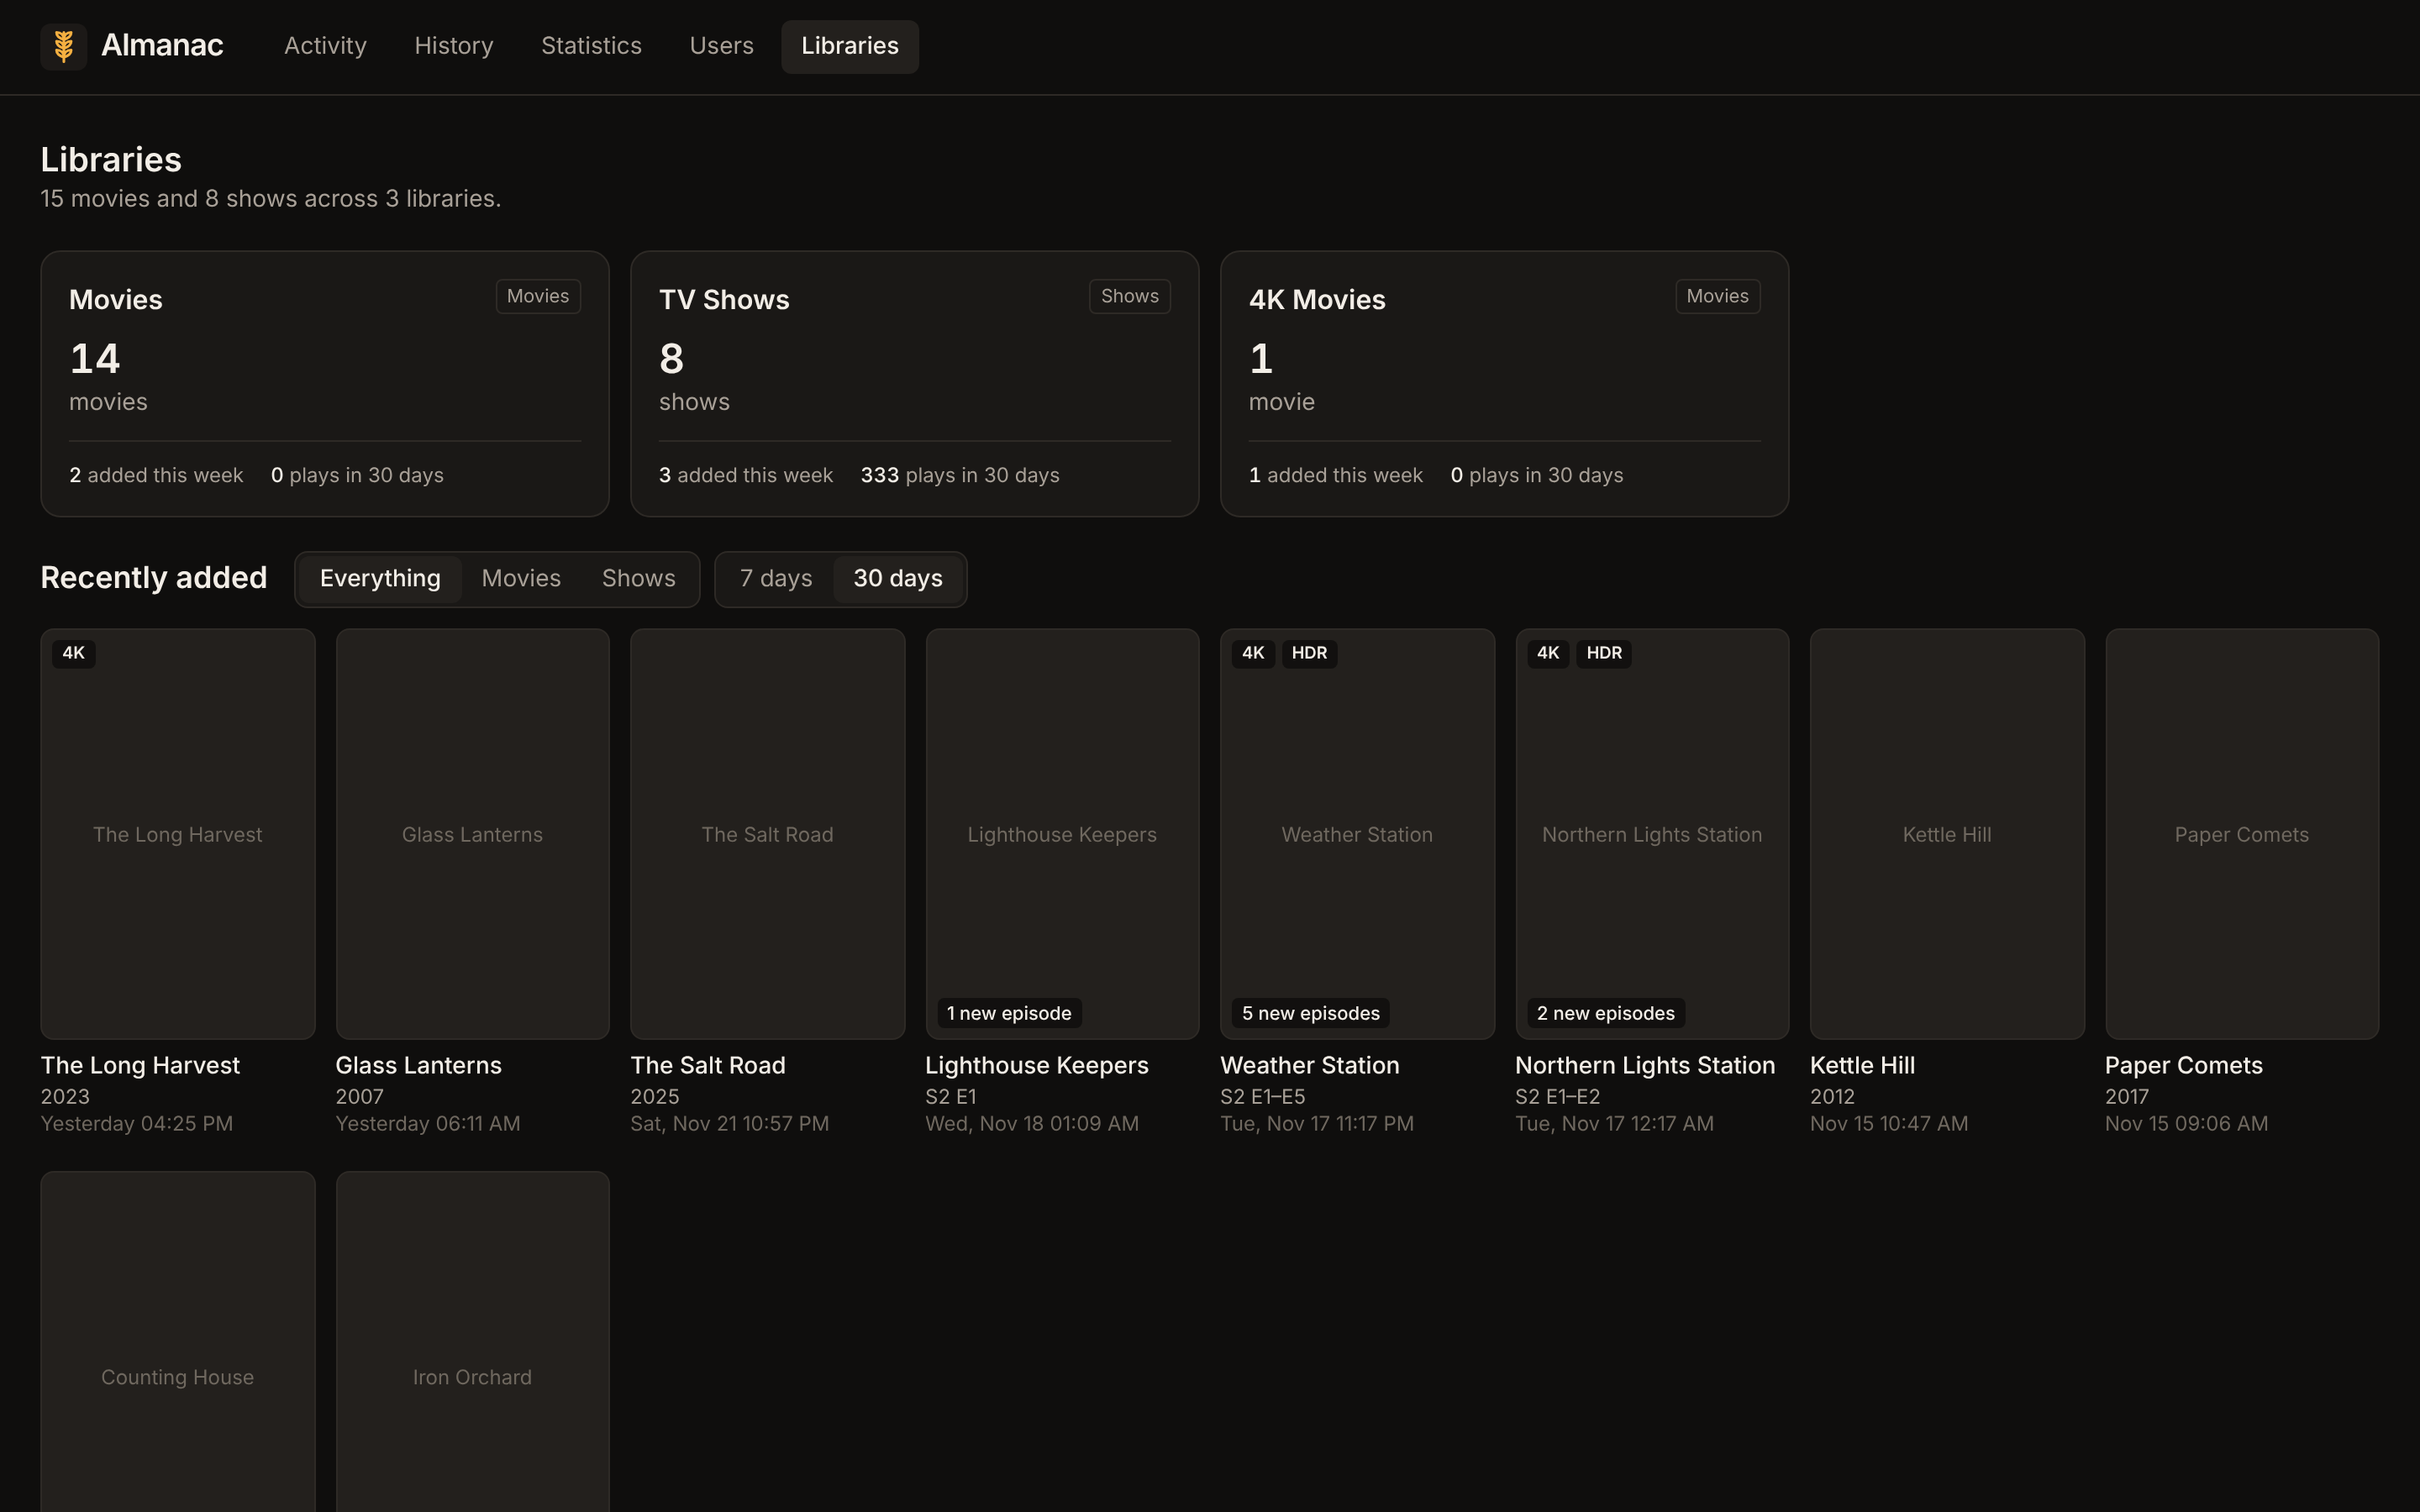 Almanac Activity History Statistics Users Libraries
Libraries
15 movies and 8 shows across 3 libraries.
Movies Movies
14
movies
2 added this week 0 plays in 30 days
TV Shows Shows
8
shows
3 added this week 333 plays in 30 days
4K Movies Movies
1
movie
1 added this week 0 plays in 30 days
Recently added Everything Movies Shows 7 days 30 days
4K
The Long Harvest
The Long Harvest
2023
Yesterday 04:25 PM
Glass Lanterns
Glass Lanterns
2007
Yesterday 06:11 AM
The Salt Road
The Salt Road
2025
Sat, Nov 21 10:57 PM
Lighthouse Keepers
1 new episode
Lighthouse Keepers
S2 E1
Wed, Nov 18 01:09 AM
4K HDR
Weather Station
5 new episodes
Weather Station
S2 E1–E5
Tue, Nov 17 11:17 PM
4K HDR
Northern Lights Station
2 new episodes
Northern Lights Station
S2 E1–E2
Tue, Nov 17 12:17 AM
Kettle Hill
Kettle Hill
2012
Nov 15 10:47 AM
Paper Comets
Paper Comets
2017
Nov 15 09:06 AM
Counting House
Iron Orchard